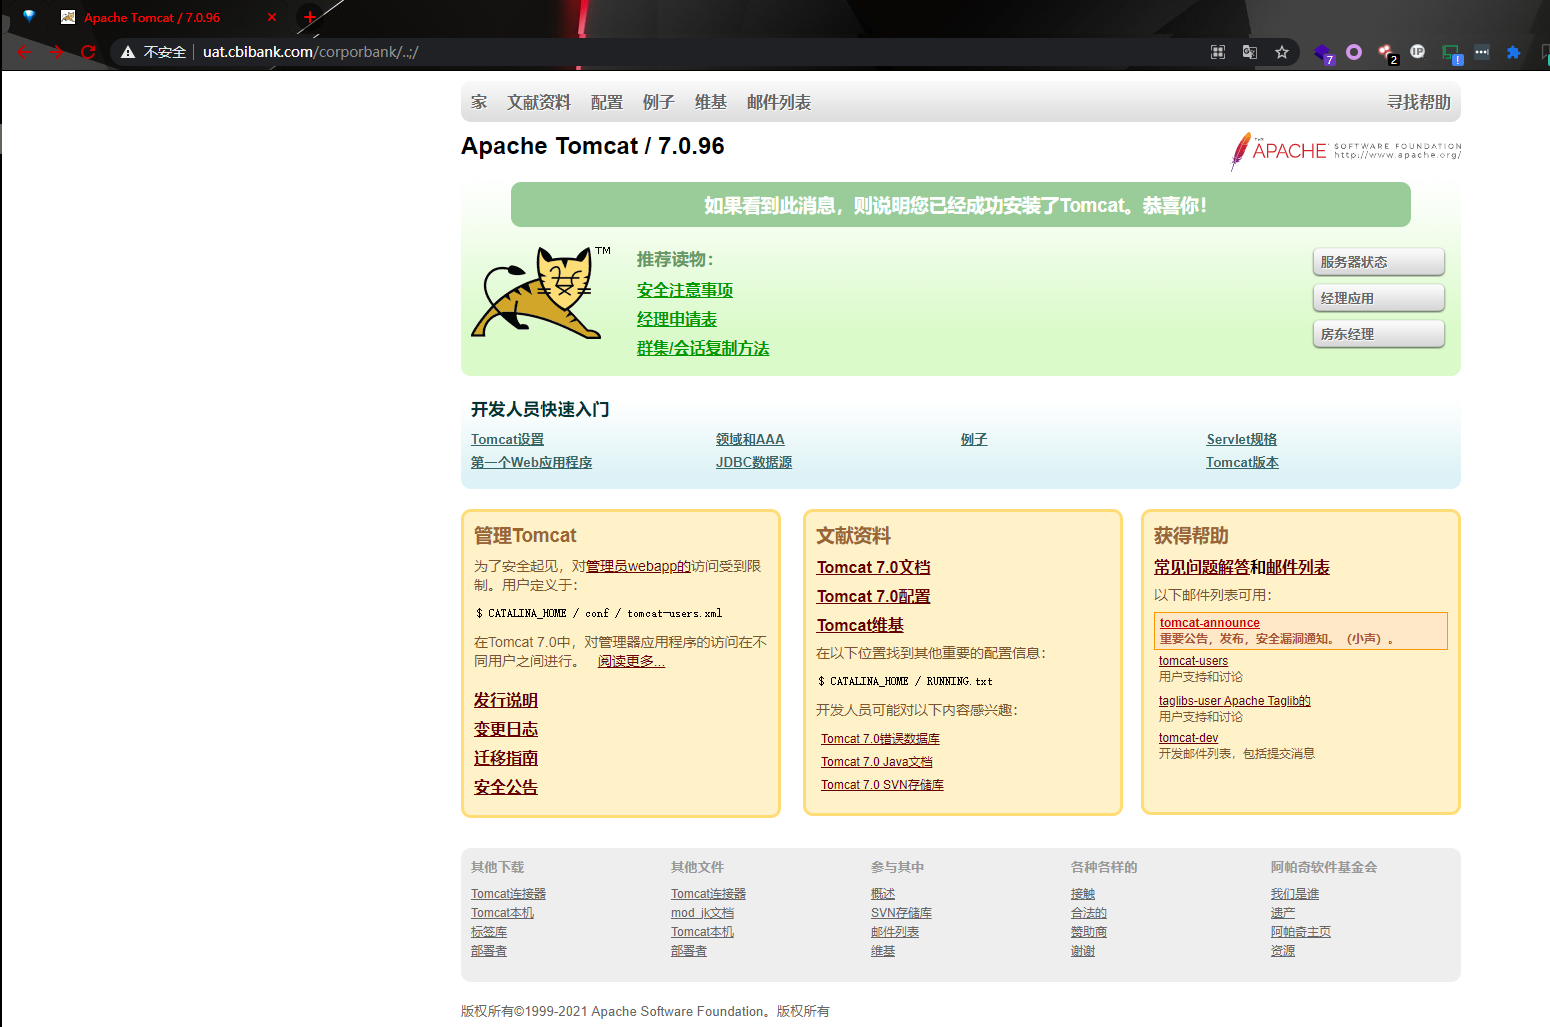 Apache Tomcat / 7.0.96
不安全 uat.cbibank.com/corporbank/..;/
7
2
IP
!
家 文献资料 配置 例子 维基 邮件列表 寻找帮助
Apache Tomcat / 7.0.96
THE APACHE SOFTWARE FOUNDATION
http://www.apache.org/
如果看到此消息，则说明您已经成功安装了Tomcat。恭喜你！
TM
推荐读物：
安全注意事项
经理申请表
群集/会话复制方法
服务器状态
经理应用
房东经理
开发人员快速入门
Tomcat设置 领域和AAA 例子 Servlet规格
第一个Web应用程序 JDBC数据源 Tomcat版本
管理Tomcat
为了安全起见，对管理员webapp的访问受到限
制。用户定义于：
$ CATALINA_HOME / conf / tomcat-users.xml
在Tomcat 7.0中，对管理器应用程序的访问在不
同用户之间进行。 阅读更多...
发行说明
变更日志
迁移指南
安全公告
文献资料
Tomcat 7.0文档
Tomcat 7.0配置
Tomcat维基
在以下位置找到其他重要的配置信息：
$ CATALINA_HOME / RUNNING.txt
开发人员可能对以下内容感兴趣：
Tomcat 7.0错误数据库
Tomcat 7.0 Java文档
Tomcat 7.0 SVN存储库
获得帮助
常见问题解答和邮件列表
以下邮件列表可用：
tomcat-announce
重要公告，发布，安全漏洞通知。（小声）。
tomcat-users
用户支持和讨论
taglibs-user Apache Taglib的
用户支持和讨论
tomcat-dev
开发邮件列表，包括提交消息
其他下载
Tomcat连接器
Tomcat本机
标签库
部署者
其他文件
Tomcat连接器
mod_jk文档
Tomcat本机
部署者
参与其中
概述
SVN存储库
邮件列表
维基
各种各样的
接触
合法的
赞助商
谢谢
阿帕奇软件基金会
我们是谁
遗产
阿帕奇主页
资源
版权所有©1999-2021 Apache Software Foundation。版权所有